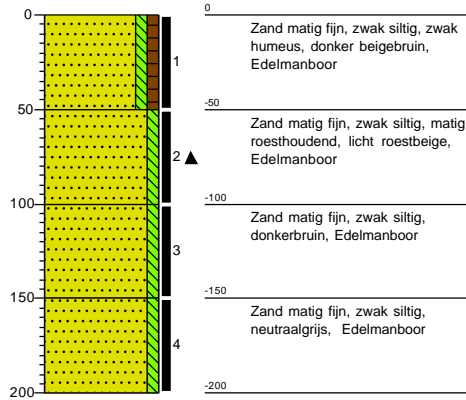 0
50
100
150
200
1
2
3
4
0
Zand matig fijn, zwak siltig, zwak
humeus, donker beigebruin,
Edelmanboor
-50
Zand matig fijn, zwak siltig, matig
roesthoudend, licht roestbeige,
Edelmanboor
-100
Zand matig fijn, zwak siltig,
donkerbruin, Edelmanboor
-150
Zand matig fijn, zwak siltig,
neutraalgrijs, Edelmanboor
-200